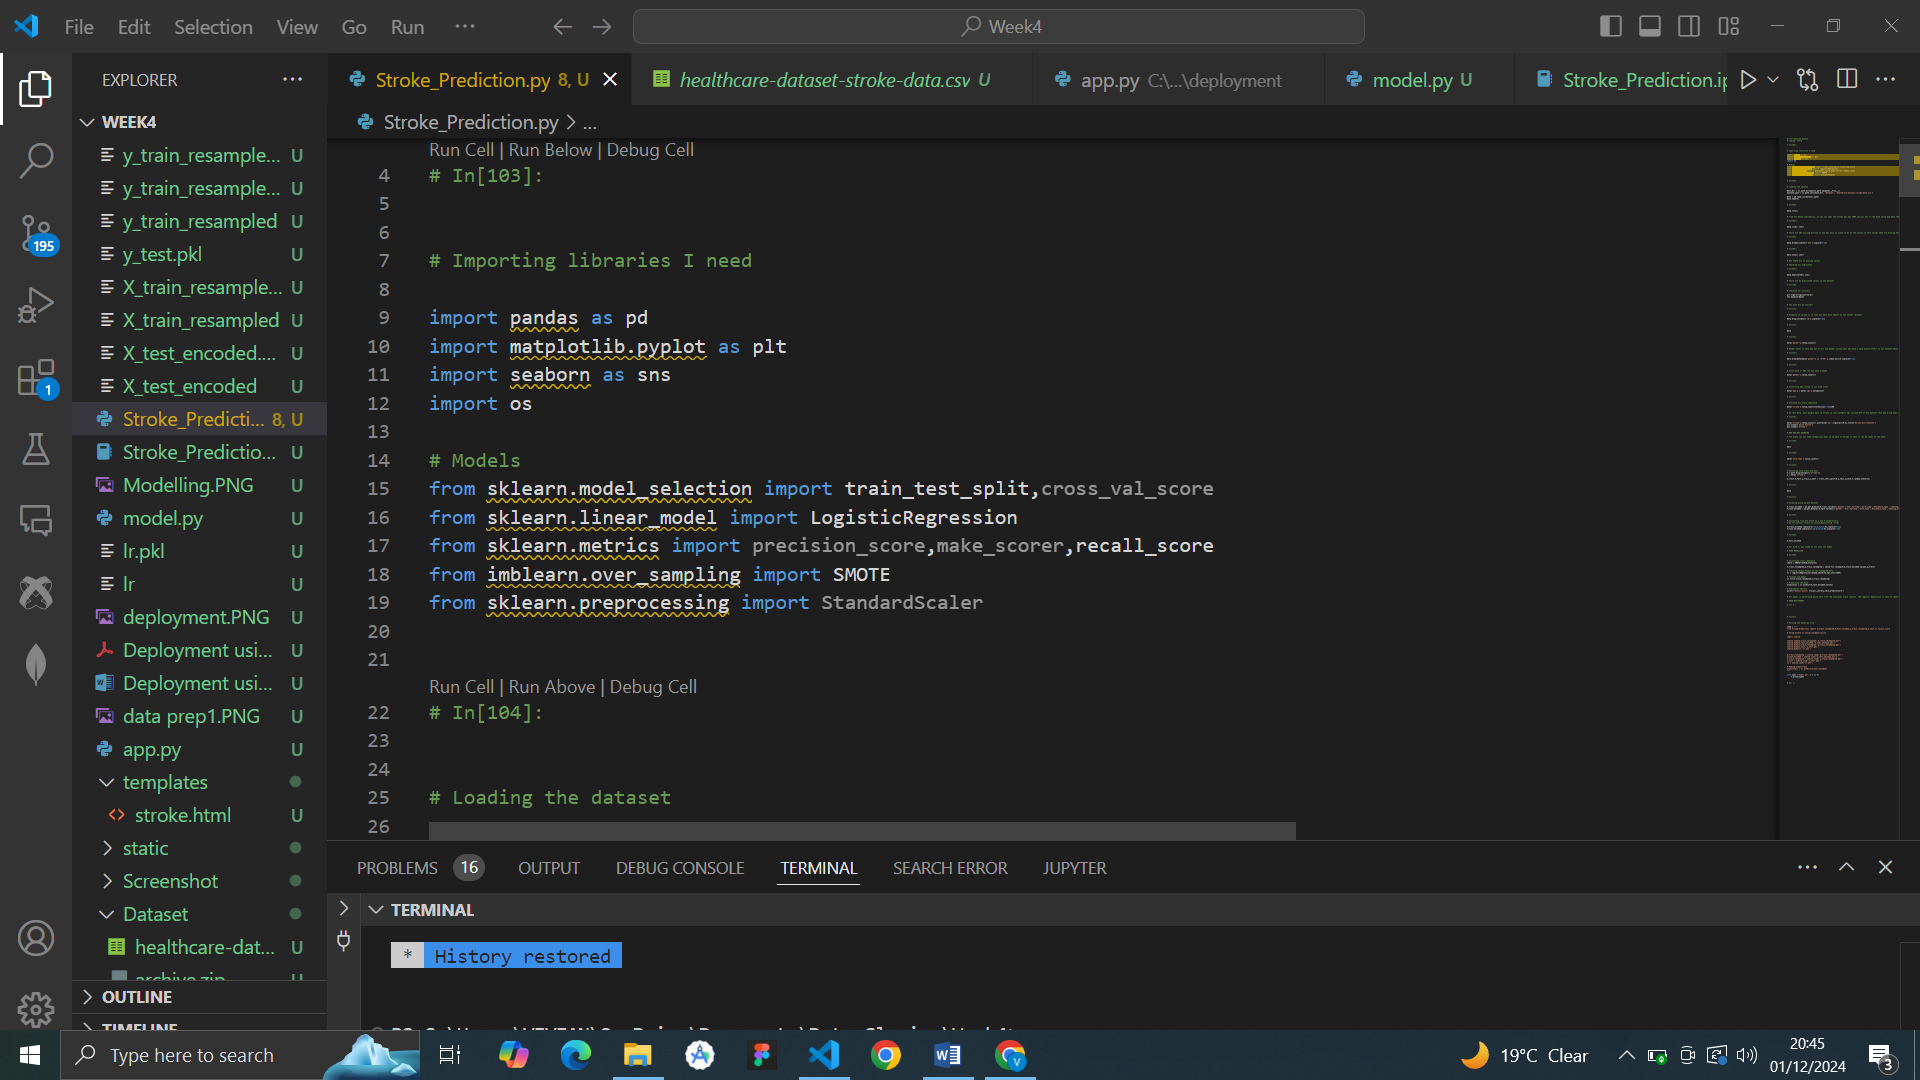 File Edit Selection View Go Run ··· Week4
EXPLORER ···
WEEK4
y_train_resample... U
y_train_resample... U
y_train_resampled U
y_test.pkl U
X_train_resample... U
X_train_resampled U
X_test_encoded.... U
X_test_encoded U
Stroke_Predicti... 8, U
Stroke_Predictio... U
Modelling.PNG U
model.py U
lr.pkl U
lr U
deployment.PNG U
Deployment usi... U
Deployment usi... U
data prep1.PNG U
app.py U
templates
stroke.html U
static
Screenshot
Dataset
healthcare-dat... U
archive.zip U
OUTLINE
TIMELINE
195
1
Stroke_Prediction.py 8, U healthcare-dataset-stroke-data.csv U app.py C:\...\deployment model.py U Stroke_Prediction.ip
Stroke_Prediction.py > ...
Run Cell | Run Below | Debug Cell
4 # In[103]:
5
6
7 # Importing libraries I need
8
9 import pandas as pd
10 import matplotlib.pyplot as plt
11 import seaborn as sns
12 import os
13
14 # Models
15 from sklearn.model_selection import train_test_split,cross_val_score
16 from sklearn.linear_model import LogisticRegression
17 from sklearn.metrics import precision_score,make_scorer,recall_score
18 from imblearn.over_sampling import SMOTE
19 from sklearn.preprocessing import StandardScaler
20
21
Run Cell | Run Above | Debug Cell
22 # In[104]:
23
24
25 # Loading the dataset
26
PROBLEMS 16 OUTPUT DEBUG CONSOLE TERMINAL SEARCH ERROR JUPYTER
TERMINAL
* History restored
Type here to search
19°C Clear
20:45
01/12/2024
3